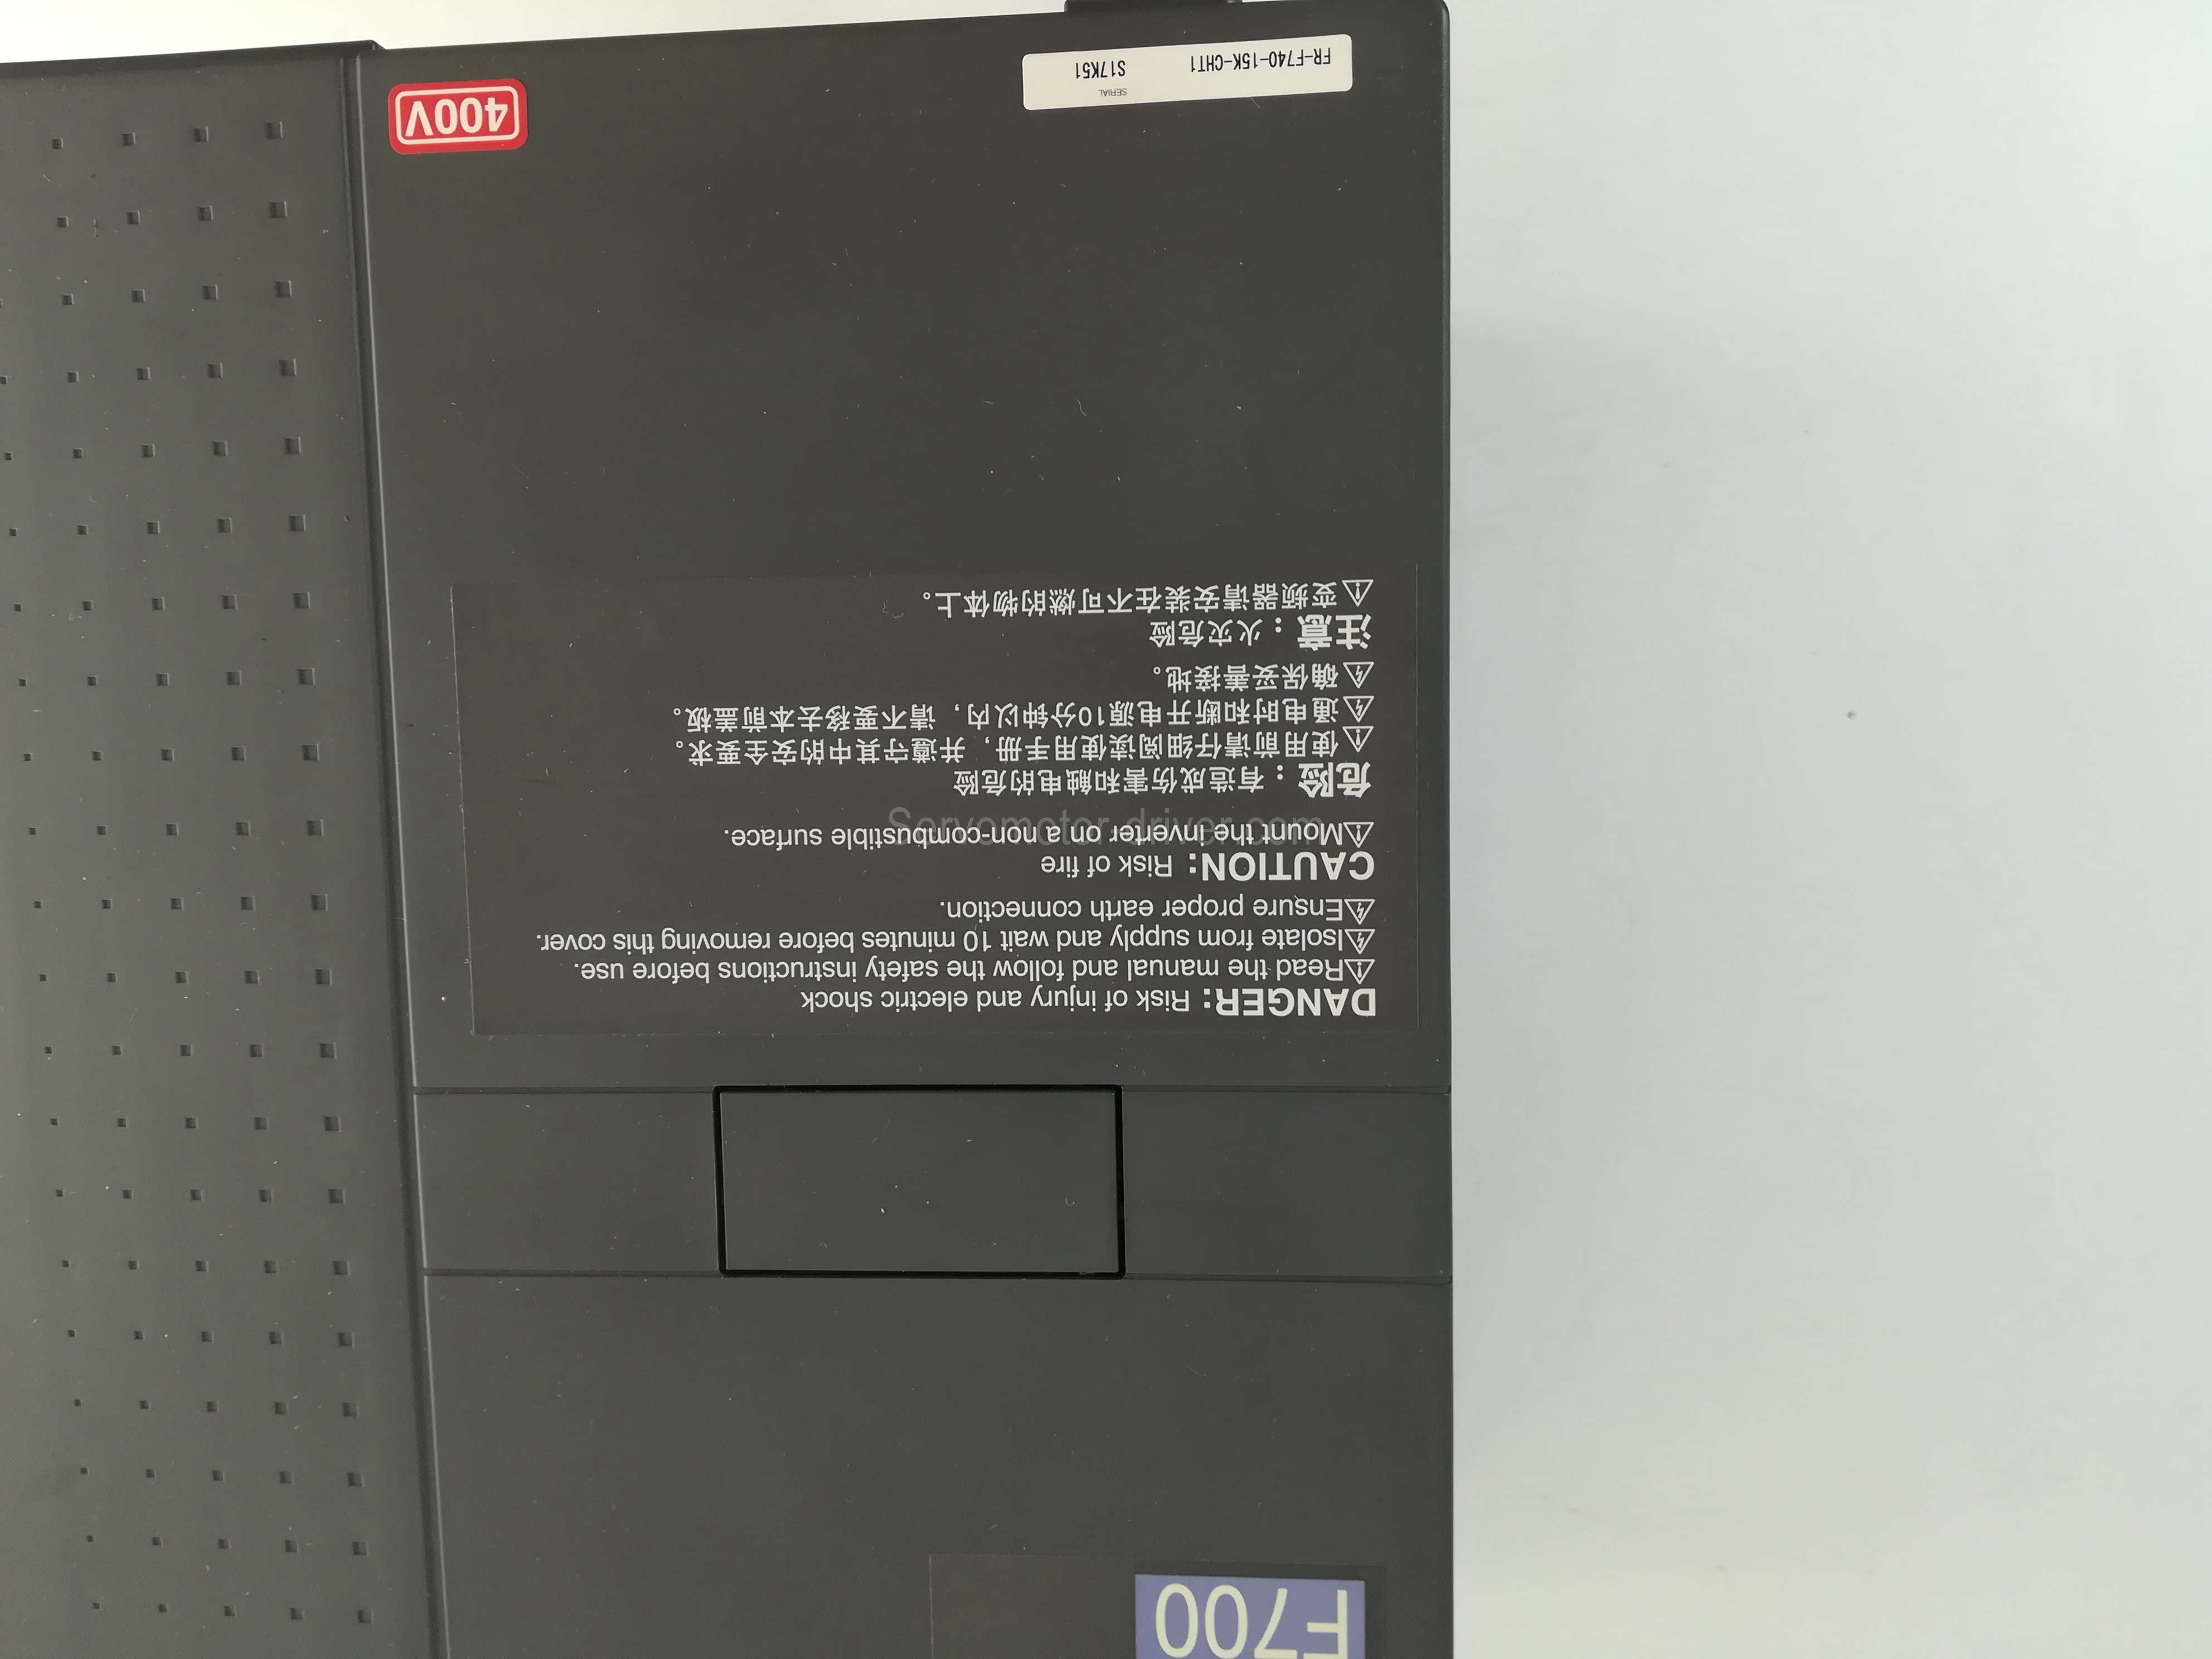 F700
DANGER: Risk of injury and electric shock
Read the manual and follow the safety instructions before use.
Isolate from supply and wait 10 minutes before removing this cover.
Ensure proper earth connection.
CAUTION: Risk of fire
Mount the inverter on a non-combustible surface.
危险：有造成伤害和触电的危险
使用前请仔细阅读使用手册，并遵守其中的安全要求。
通电时和断开电源10分钟以内，请不要移去本前盖板。
确保妥善接地。
注意：火灾危险
变频器请安装在不可燃的物体上。
SERIAL
FR-F740-15K-CHT1 S17K51
400V
Servomotor-driver.com